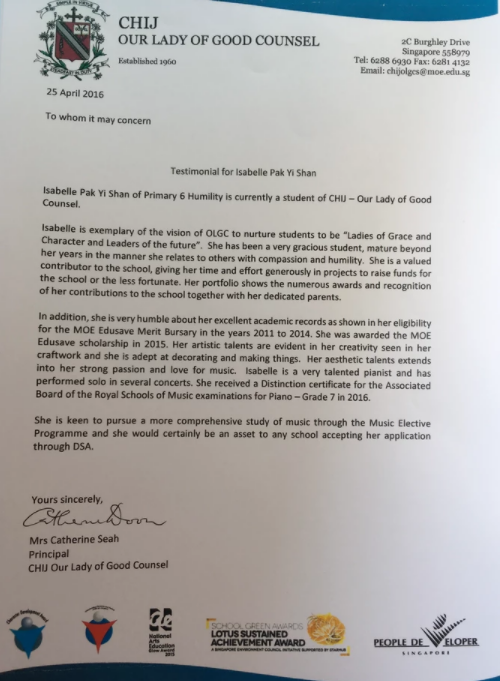 SIMPLE IN VIRTUE
STEADFAST IN DUTY
CHIJ
OUR LADY OF GOOD COUNSEL
Established 1960
2C Burghley Drive
Singapore 558979
Tel: 6288 6930 Fax: 6281 4132
Email: chijolgcs@moe.edu.sg
25 April 2016
To whom it may concern
Testimonial for Isabelle Pak Yi Shan
Isabelle Pak Yi Shan of Primary 6 Humility is currently a student of CHIJ – Our Lady of Good
Counsel.
Isabelle is exemplary of the vision of OLGC to nurture students to be “Ladies of Grace and
Character and Leaders of the future”. She has been a very gracious student, mature beyond
her years in the manner she relates to others with compassion and humility. She is a valued
contributor to the school, giving her time and effort generously in projects to raise funds for
the school or the less fortunate. Her portfolio shows the numerous awards and recognition
of her contributions to the school together with her dedicated parents.
In addition, she is very humble about her excellent academic records as shown in her eligibility
for the MOE Edusave Merit Bursary in the years 2011 to 2014. She was awarded the MOE
Edusave scholarship in 2015. Her artistic talents are evident in her creativity seen in her
craftwork and she is adept at decorating and making things. Her aesthetic talents extends
into her strong passion and love for music. Isabelle is a very talented pianist and has
performed solo in several concerts. She received a Distinction certificate for the Associated
Board of the Royal Schools of Music examinations for Piano – Grade 7 in 2016.
She is keen to pursue a more comprehensive study of music through the Music Elective
Programme and she would certainly be an asset to any school accepting her application
through DSA.
Yours sincerely,
Mrs Catherine Seah
Principal
CHIJ Our Lady of Good Counsel
ae
National
Arts
Education
SCHOOL GREEN AWARDS
LOTUS SUSTAINED
ACHIEVEMENT AWARD
A SINGAPORE ENVIRONMENT COUNCIL INITIATIVE SUPPORTED BY STARHUB
PEOPLE DEVELOPER
SINGAPORE